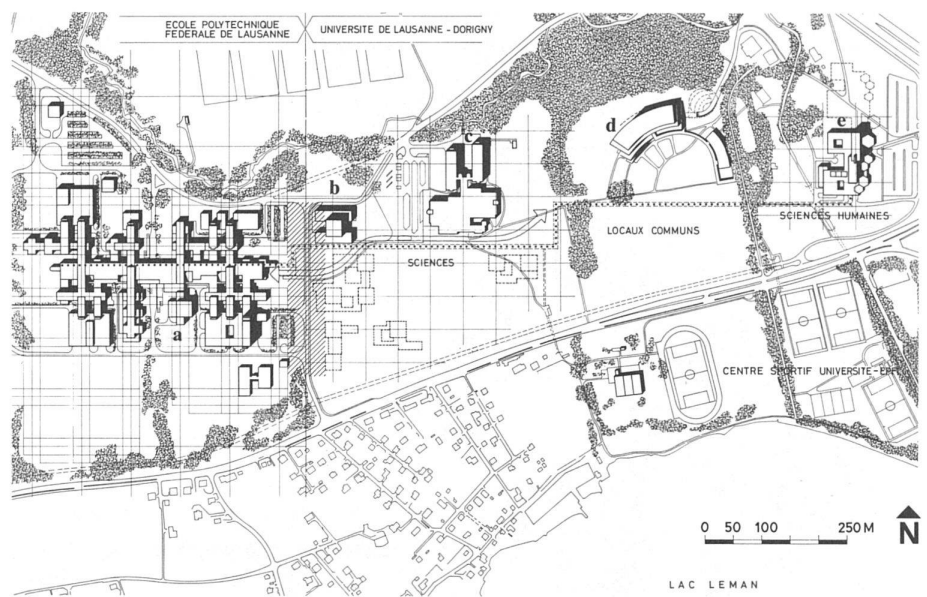 ECOLE POLYTECHNIQUE
FEDERALE DE LAUSANNE
UNIVERSITE DE LAUSANNE - DORIGNY
a
b
c
d
e
SCIENCES HUMAINES
LOCAUX COMMUNS
SCIENCES
CENTRE SPORTIF UNIVERSITE-EPFL
0 50 100 250 M
N
LAC LEMAN